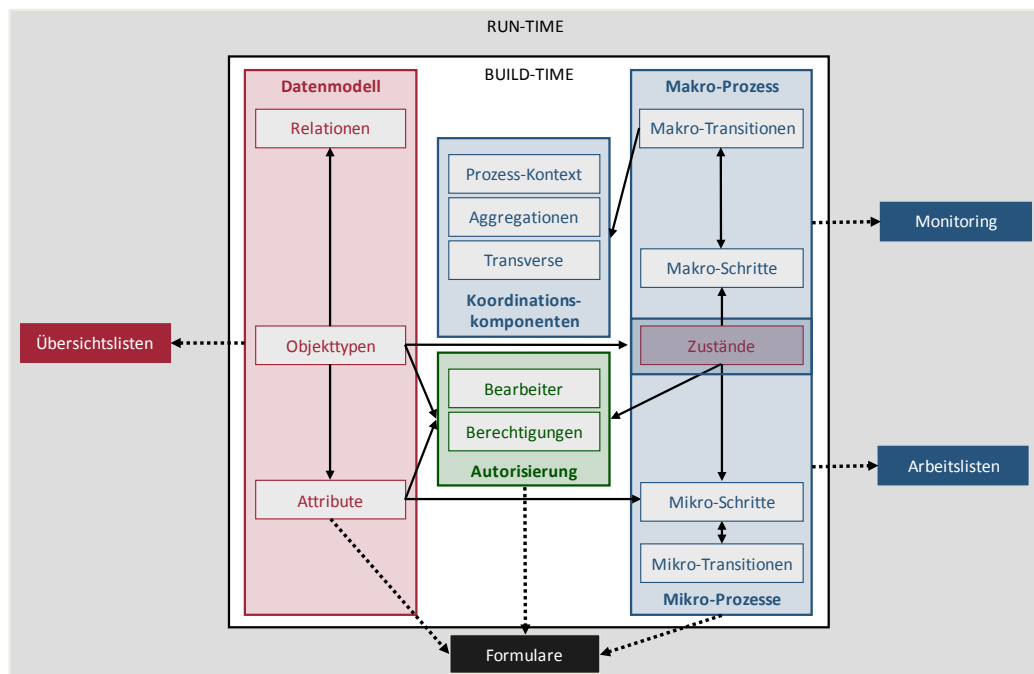 RUN-TIME
BUILD-TIME
Datenmodell
Relationen
Objekttypen
Attribute
Prozess-Kontext
Aggregationen
Transverse
Koordinations-
komponenten
Bearbeiter
Berechtigungen
Autorisierung
Makro-Prozess
Makro-Transitionen
Makro-Schritte
Zustände
Mikro-Schritte
Mikro-Transitionen
Mikro-Prozesse
Übersichtslisten
Monitoring
Arbeitslisten
Formulare